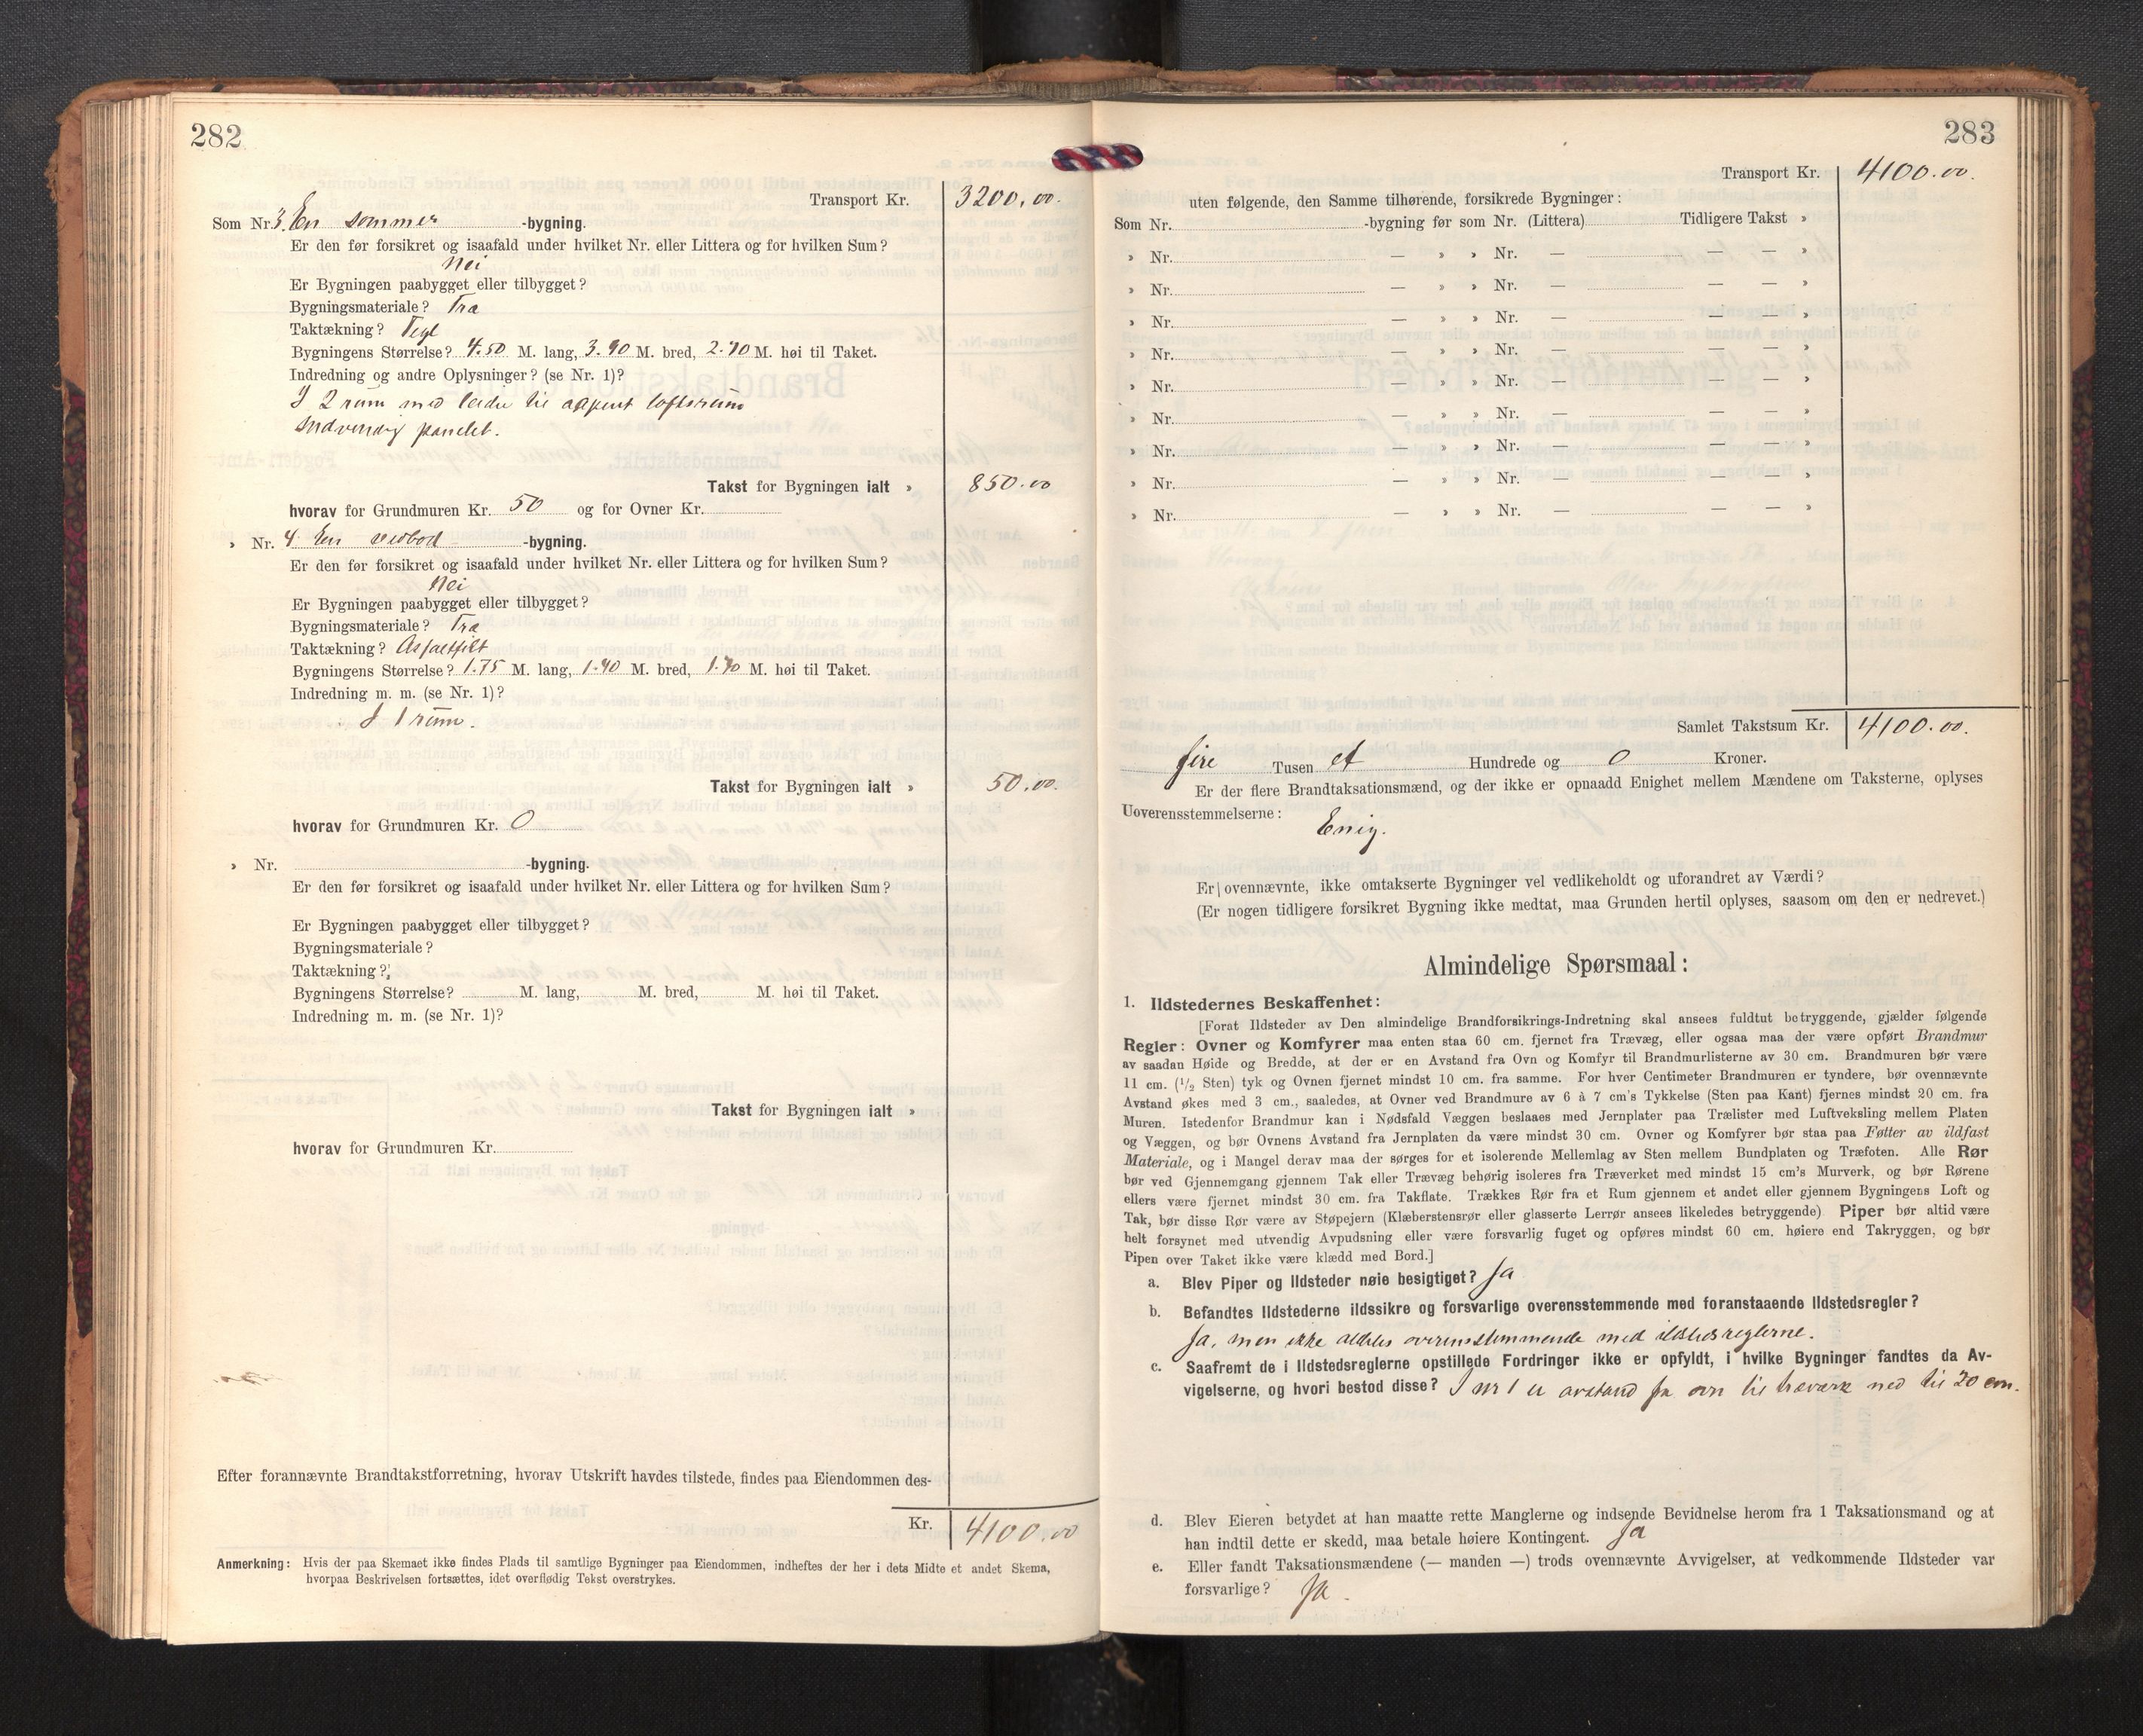 282
Transport Kr. 3200.00.
Som Nr. 3. En sommer -bygning.
Er den før forsikret og isaafald under hvilket Nr. eller Littera og for hvilken Sum?
Nei
Er Bygningen paabygget eller tilbygget?
Bygningsmateriale? Træ
Taktækning? Tegl
Bygningens Størrelse? 4.50 M. lang, 3.90 M. bred, 2.70 M. høi til Taket.
Indredning og andre Oplysninger? (se Nr. 1)?
I 2 rum med leider til aapent loftsrum
Indvendig panelet.
Takst for Bygningen ialt » 850.00
hvorav for Grundmuren Kr. 50 og for Ovner Kr.
» Nr. 4 En vedbod -bygning.
Er den før forsikret og isaafald under hvilket Nr. eller Littera og for hvilken Sum?
Nei
Er Bygningen paabygget eller tilbygget?
Bygningsmateriale? Træ
Taktækning? Asfaltfilt
Bygningens Størrelse? 1.75 M. lang, 1.40 M. bred, 1.70 M. høi til Taket.
Indredning m. m. (se Nr. 1)?
I 1 rum.
Takst for Bygningen ialt » 50.00.
hvorav for Grundmuren Kr. 0
» Nr. -bygning.
Er den før forsikret og isaafald under hvilket Nr. eller Littera og for hvilken Sum?
Er Bygningen paabygget eller tilbygget?
Bygningsmateriale?
Taktækning?
Bygningens Størrelse? M. lang, M. bred, M. høi til Taket.
Indredning m. m. (se Nr. 1)?
Takst for Bygningen ialt »
hvorav for Grundmuren Kr.
Efter forannævnte Brandtakstforretning, hvorav Utskrift havdes tilstede, findes paa Eiendommen des-
Kr. 4100.00
Anmerkning: Hvis der paa Skemaet ikke findes Plads til samtlige Bygninger paa Eiendommen, indheftes der her i dets Midte et andet Skema,
hvorpaa Beskrivelsen fortsættes, idet overflødig Tekst overstrykes.
283
Transport Kr. 4100.00.
uten følgende, den Samme tilhørende, forsikrede Bygninger:
Som Nr. -bygning før som Nr. (Littera) Tidligere Takst »
» Nr. — » » Nr. — — — »
» Nr. — » » Nr. — — — »
» Nr. — » » Nr. — — — »
» Nr. — » » Nr. — — — »
» Nr. — » » Nr. — — — »
» Nr. — » » Nr. — — — »
» Nr. — » » Nr. — — — »
» Nr. — » » Nr. — — — »
» Nr. — » » Nr. — — — »
Samlet Takstsum Kr. 4100.00.
fire Tusen et Hundrede og 0 Kroner.
Er der flere Brandtaksationsmænd, og der ikke er opnaadd Enighet mellem Mændene om Taksterne, oplyses
Uoverensstemmelserne:
Enig.
Er ovennævnte, ikke omtakserte Bygninger vel vedlikeholdt og uforandret av Værdi?
(Er nogen tidligere forsikret Bygning ikke medtat, maa Grunden hertil oplyses, saasom om den er nedrevet.)
Almindelige Spørsmaal:
1. Ildstedernes Beskaffenhet:
[Forat Ildsteder av Den almindelige Brandforsikrings-Indretning skal ansees fuldtut betryggende, gjælder følgende
Regler: Ovner og Komfyrer maa enten staa 60 cm. fjernet fra Trævæg, eller ogsaa maa der være opført Brandmur
av saadan Høide og Bredde, at der er en Avstand fra Ovn og Komfyr til Brandmurlisterne av 30 cm. Brandmuren bør være
11 cm. (1/2 Sten) tyk og Ovnen fjernet mindst 10 cm. fra samme. For hver Centimeter Brandmuren er tyndere, bør ovennævnte
Avstand økes med 3 cm., saaledes, at Ovner ved Brandmure av 6 à 7 cm's Tykkelse (Sten paa Kant) fjernes mindst 20 cm. fra
Muren. Istedenfor Brandmur kan i Nødsfald Væggen beslaaes med Jernplater paa Trælister med Luftveksling mellem Platen
og Væggen, og bør Ovnens Avstand fra Jernplaten da være mindst 30 cm. Ovner og Komfyrer bør staa paa Føtter av ildfast
Materiale, og i Mangel derav maa der sørges for et isolerende Mellemlag av Sten mellem Bundplaten og Træfoten. Alle Rør
bør ved Gjennemgang gjennem Tak eller Trævæg behørig isoleres fra Træverket med mindst 15 cm's Murverk, og bør Rørene
ellers være fjernet mindst 30 cm. fra Takflate. Trækkes Rør fra et Rum gjennem et andet eller gjennem Bygningens Loft og
Tak, bør disse Rør være av Støpejern (Klæberstensrør eller glasserte Lerrør ansees likeledes betryggende) Piper bør altid være
helt forsynet med utvendig Avpudsning eller være forsvarlig fuget og opføres mindst 60 cm. høiere end Takryggen, og bør
Pipen over Taket ikke være klædd med Bord.]
a. Blev Piper og Ildsteder nøie besigtiget? Ja
b. Befandtes Ildstederne ildssikre og forsvarlige overensstemmende med foranstaaende Ildstedsregler?
Ja, men ikke aldeles overensstemmende med ildstedsreglerne.
c. Saafremt de i Ildstedsreglerne opstillede Fordringer ikke er opfyldt, i hvilke Bygninger fandtes da Av-
vigelserne, og hvori bestod disse? I nr 1 er avstand fra ovn til træværk ned til 20 cm.
d. Blev Eieren betydet at han maatte rette Manglerne og indsende Bevidnelse herom fra 1 Taksationsmand og at
han indtil dette er skedd, maa betale høiere Kontingent. Ja
e. Eller fandt Taksationsmændene (— manden —) trods ovennævnte Avvigelser, at vedkommende Ildsteder var
forsvarlige? Ja.